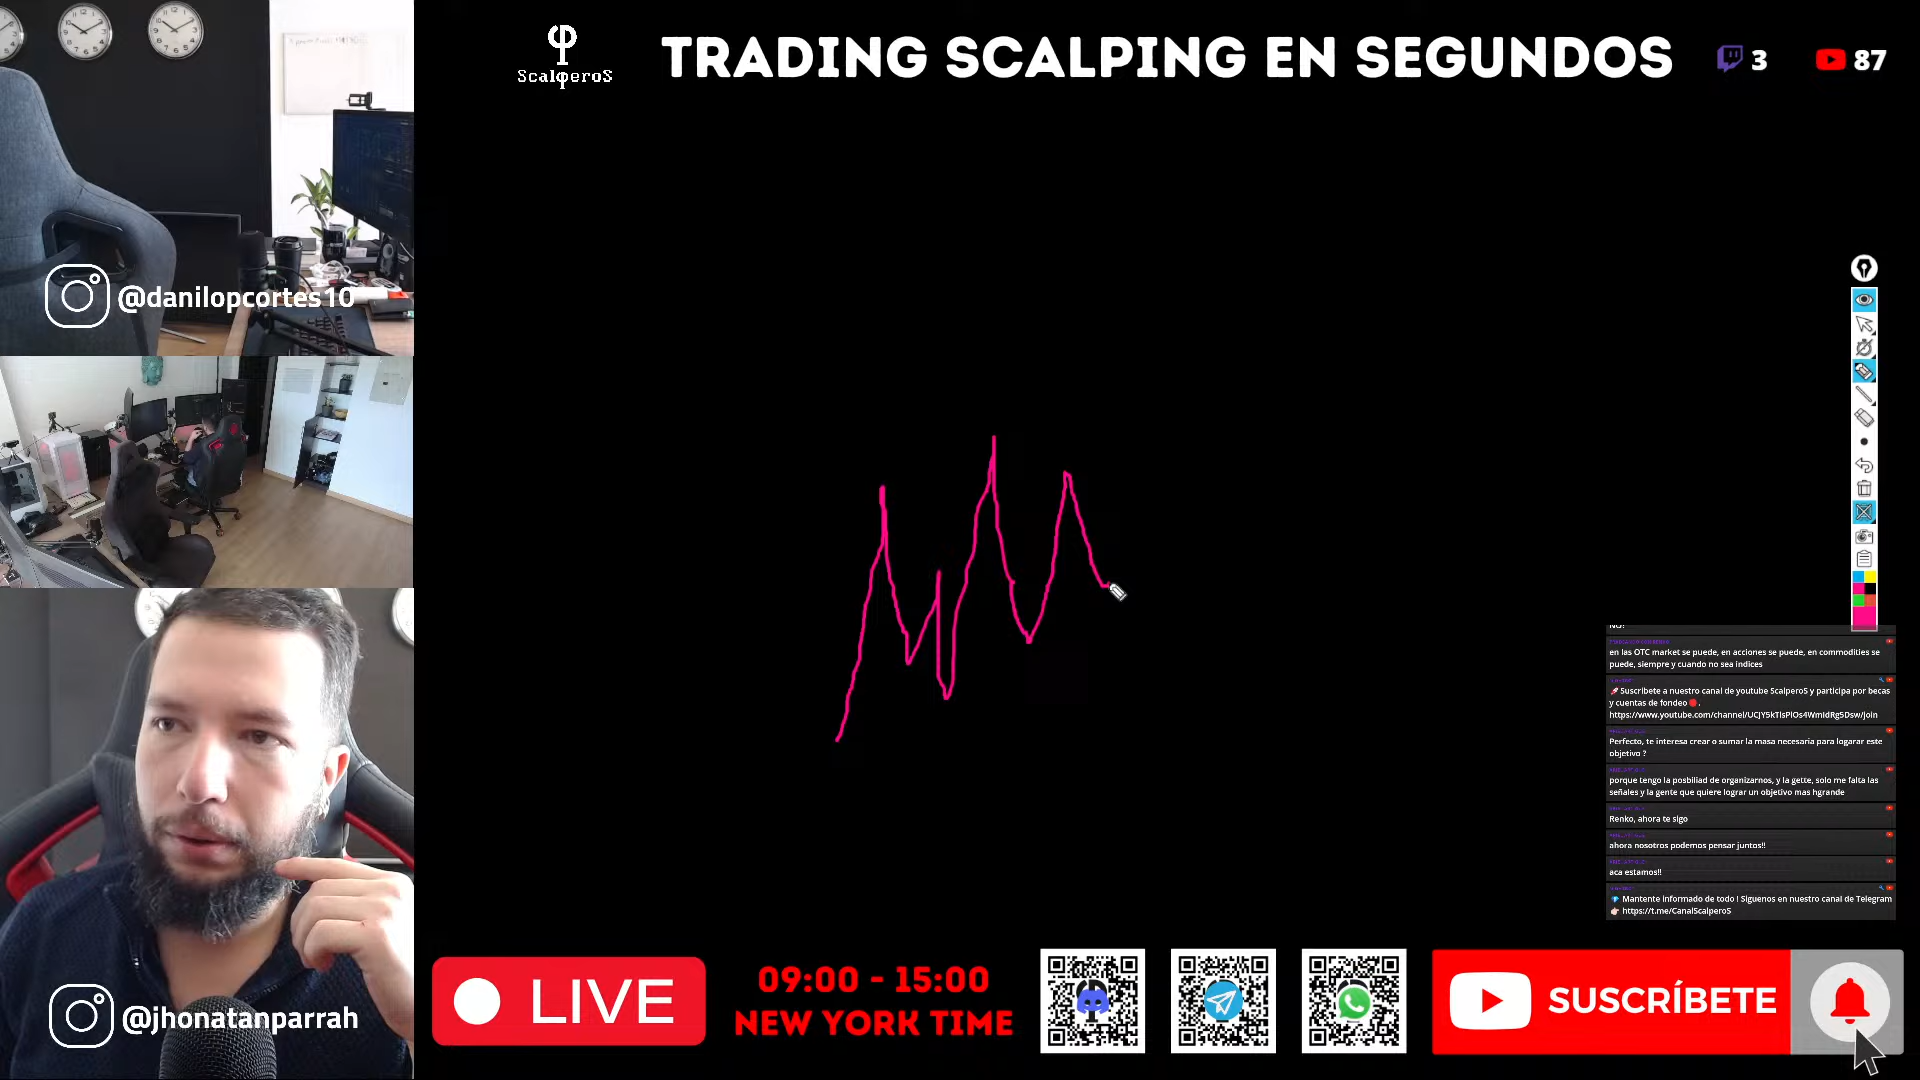 ScalperoS
TRADING SCALPING EN SEGUNDOS
3
87
@danilopcortes10
@jhonatanparrah
NO!
en las OTC market se puede, en acciones se puede, en commodities se
puede, siempre y cuando no sea indices
🚀Suscribete a nuestro canal de youtube ScalperoS y participa por becas
y cuentas de fondeo🔴.
Perfecto, te interesa crear o sumar la masa necesaria para logarar este
objetivo ?
porque tengo la posbliad de organizarnos, y la gette, solo me falta las
señales y la gente que quiere lograr un objetivo mas hgrande
Renko, ahora te sigo
ahora nosotros podemos pensar juntos!!
aca estamos!!
💎 Mantente informado de todo ! Siguenos en nuestro canal de Telegram
👉🏻 https://t.me/CanalScalperoS
LIVE
09:00 - 15:00
NEW YORK TIME
SUSCRÍBETE